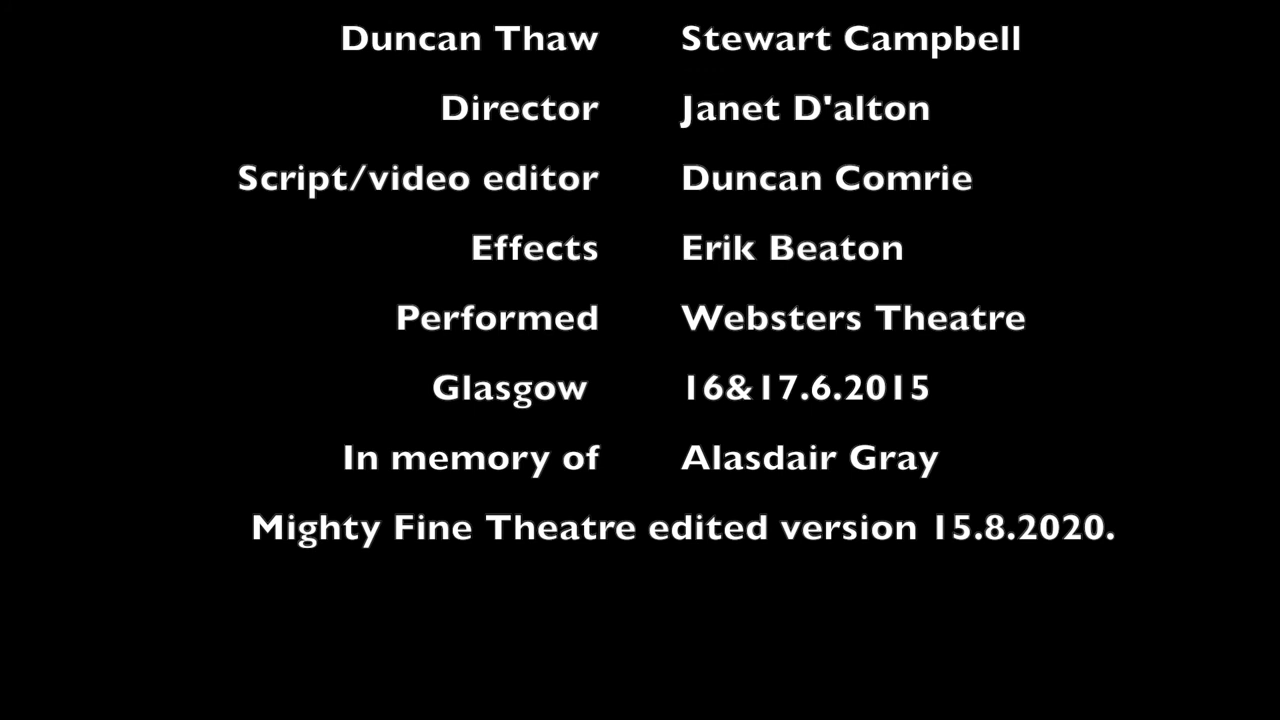 Duncan Thaw Stewart Campbell
Director Janet D'alton
Script/video editor Duncan Comrie
Effects Erik Beaton
Performed Websters Theatre
Glasgow 16&17.6.2015
In memory of Alasdair Gray
Mighty Fine Theatre edited version 15.8.2020.